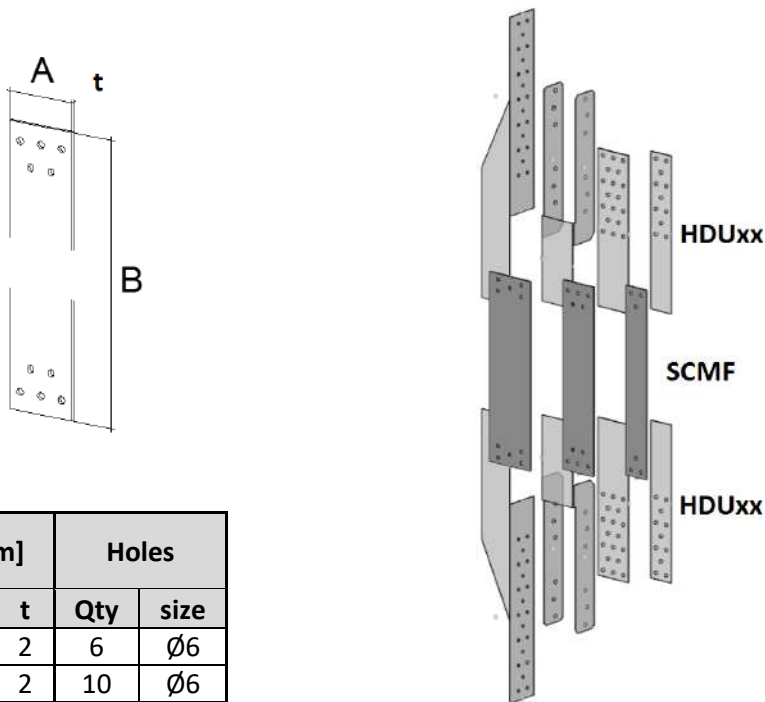 A
t
B
HDUxx
SCMF
HDUxx
m] Holes
t Qty size
2 6 Ø6
2 10 Ø6